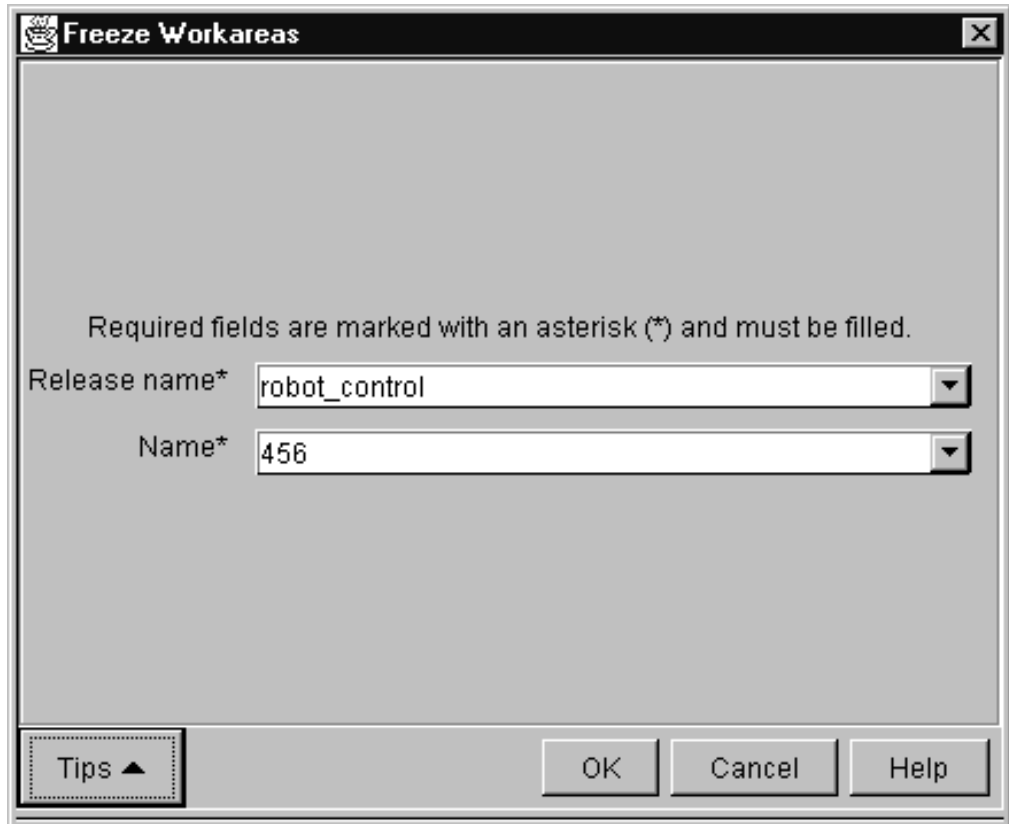 Freeze Workareas
Required fields are marked with an asterisk (*) and must be filled.
Release name* robot_control
Name* 456
Tips OK Cancel Help